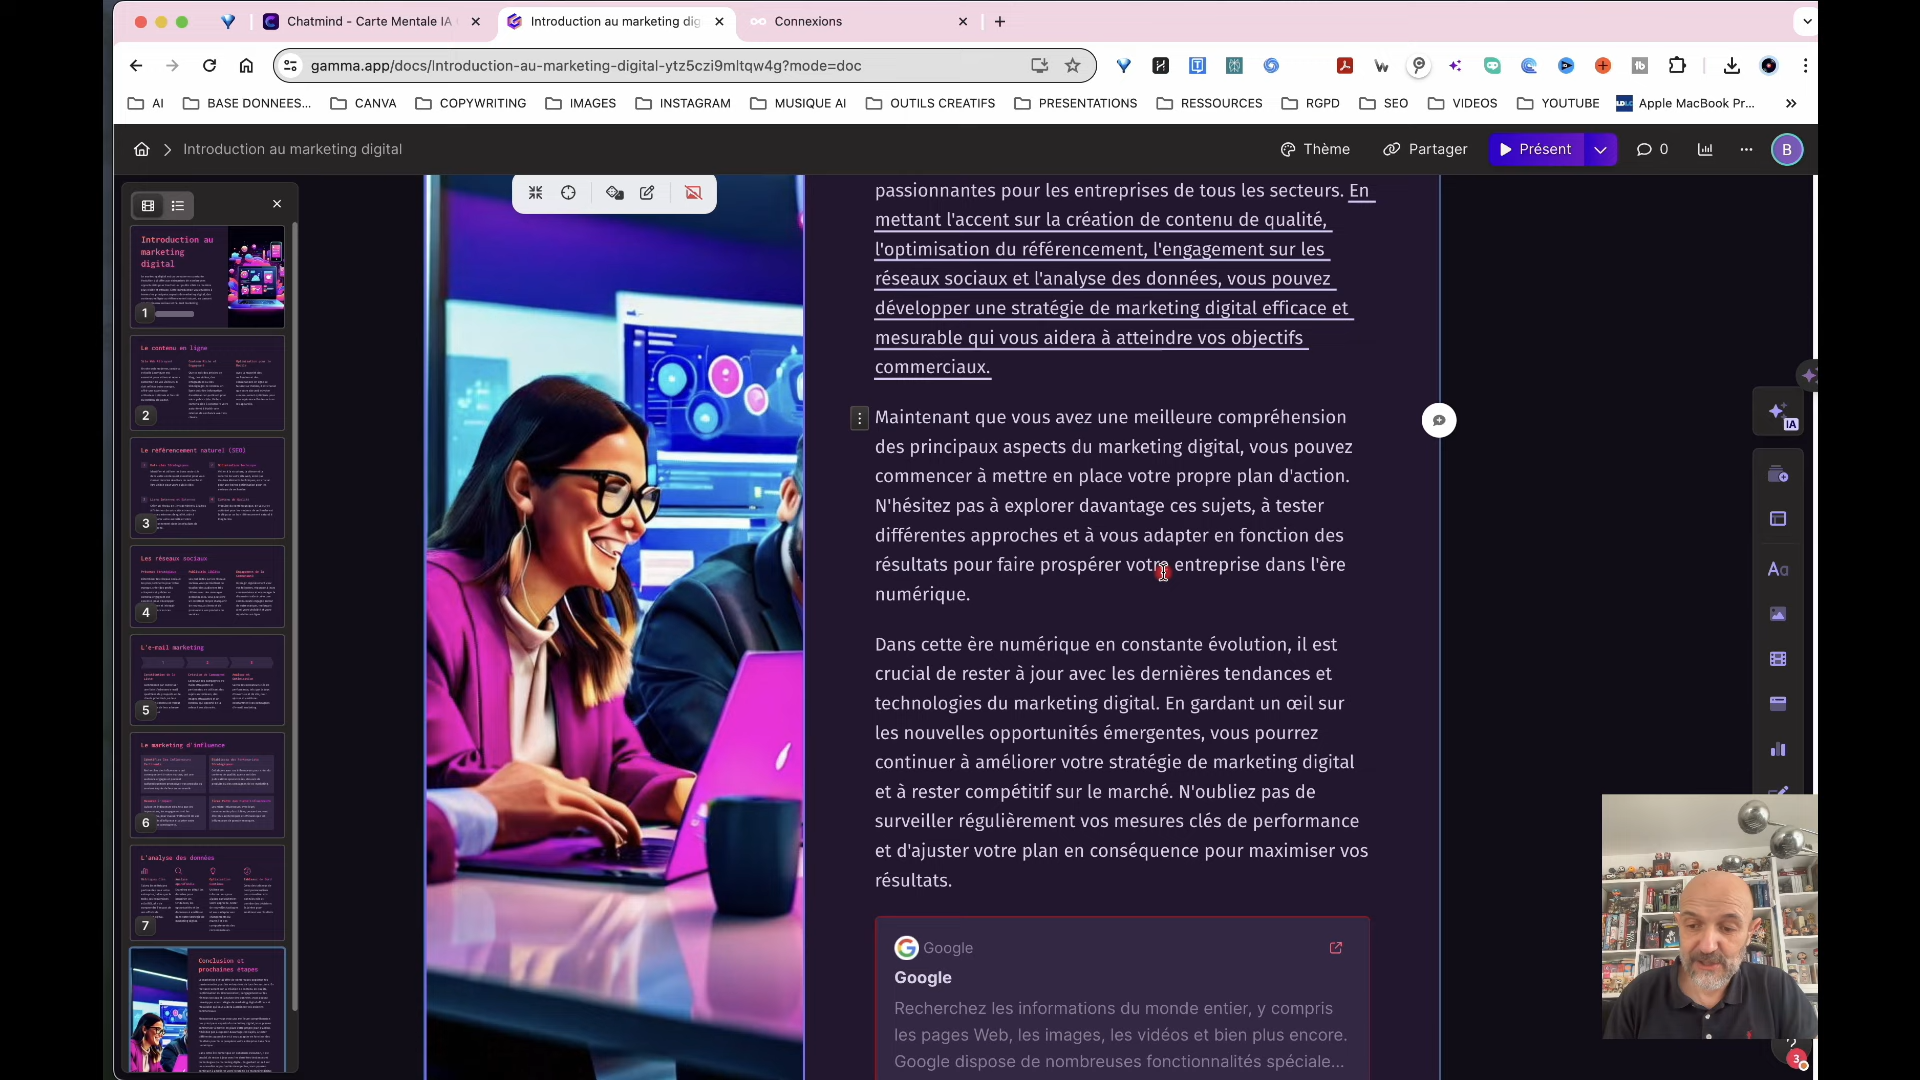 Chatmind - Carte Mentale IA
Introduction au marketing dig
Connexions
gamma.app/docs/Introduction-au-marketing-digital-ytz5czi9mltqw4g?mode=doc
AI
BASE DONNEES...
CANVA
COPYWRITING
IMAGES
INSTAGRAM
MUSIQUE AI
OUTILS CREATIFS
PRESENTATIONS
RESSOURCES
RGPD
SEO
VIDEOS
YOUTUBE
Apple MacBook Pr...
Introduction au marketing digital
Thème
Partager
Présent
0
B
Introduction au
marketing
digital
1
Le contenu en ligne
2
Le référencement naturel (SEO)
3
Les réseaux sociaux
4
L'e-mail marketing
5
Le marketing d'influence
6
L'analyse des données
7
Conclusion et
prochaines étapes
passionnantes pour les entreprises de tous les secteurs. En
mettant l'accent sur la création de contenu de qualité,
l'optimisation du référencement, l'engagement sur les
réseaux sociaux et l'analyse des données, vous pouvez
développer une stratégie de marketing digital efficace et
mesurable qui vous aidera à atteindre vos objectifs
commerciaux.
Maintenant que vous avez une meilleure compréhension
des principaux aspects du marketing digital, vous pouvez
commencer à mettre en place votre propre plan d'action.
N'hésitez pas à explorer davantage ces sujets, à tester
différentes approches et à vous adapter en fonction des
résultats pour faire prospérer votre entreprise dans l'ère
numérique.
Dans cette ère numérique en constante évolution, il est
crucial de rester à jour avec les dernières tendances et
technologies du marketing digital. En gardant un œil sur
les nouvelles opportunités émergentes, vous pourrez
continuer à améliorer votre stratégie de marketing digital
et à rester compétitif sur le marché. N'oubliez pas de
surveiller régulièrement vos mesures clés de performance
et d'ajuster votre plan en conséquence pour maximiser vos
résultats.
Google
Google
Recherchez les informations du monde entier, y compris
les pages Web, les images, les vidéos et bien plus encore.
Google dispose de nombreuses fonctionnalités spéciale...
IA
Aa
3